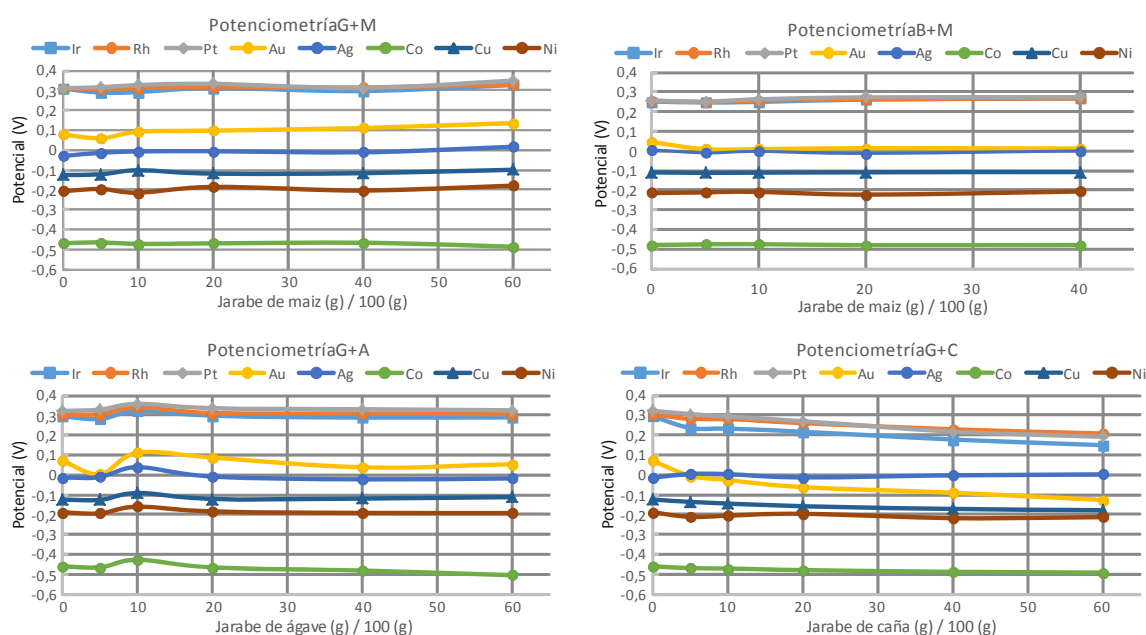 PotenciometríaG+M
Ir Rh Pt Au Ag Co Cu Ni
0,4
0,3
0,2
0,1
0
-0,1
-0,2
-0,3
-0,4
-0,5
-0,6
Potencial (V)
0 10 20 30 40 50 60
Jarabe de maiz (g) / 100 (g)
PotenciometríaB+M
Ir Rh Pt Au Ag Co Cu Ni
0,4
0,3
0,2
0,1
0
-0,1
-0,2
-0,3
-0,4
-0,5
-0,6
Potencial (V)
0 10 20 30 40
Jarabe de maiz (g) / 100 (g)
PotenciometríaG+A
Ir Rh Pt Au Ag Co Cu Ni
0,4
0,3
0,2
0,1
0
-0,1
-0,2
-0,3
-0,4
-0,5
-0,6
Potencial (V)
0 10 20 30 40 50 60
Jarabe de ágave (g) / 100 (g)
PotenciometríaG+C
Ir Rh Pt Au Ag Co Cu Ni
0,4
0,3
0,2
0,1
0
-0,1
-0,2
-0,3
-0,4
-0,5
-0,6
Potencial (V)
0 10 20 30 40 50 60
Jarabe de caña (g) / 100 (g)